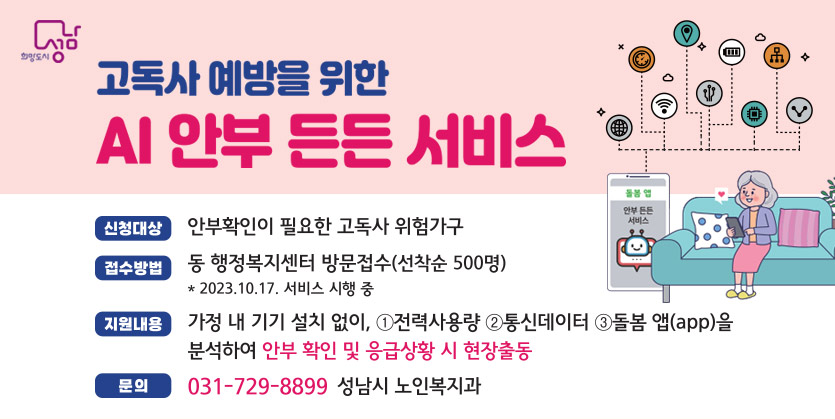 성남
희망도시
고독사 예방을 위한
AI 안부 든든 서비스
돌봄 앱
안부 든든
서비스
신청대상 안부확인이 필요한 고독사 위험가구
접수방법 동 행정복지센터 방문접수(선착순 500명)
* 2023.10.17. 서비스 시행 중
지원내용 가정 내 기기 설치 없이, ①전력사용량 ②통신데이터 ③돌봄 앱(app)을
분석하여 안부 확인 및 응급상황 시 현장출동
문의 031-729-8899 성남시 노인복지과